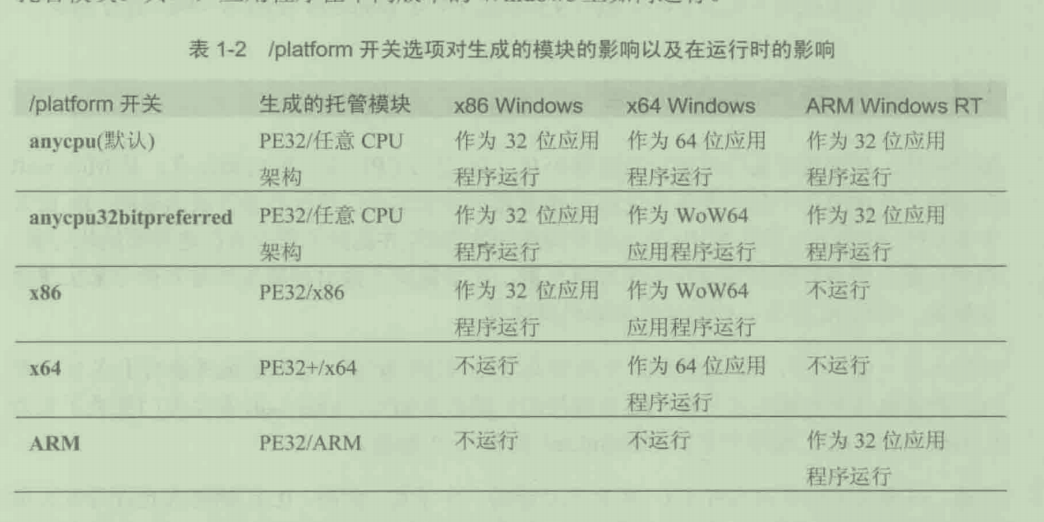 表 1-2 /platform 开关选项对生成的模块的影响以及在运行时的影响
/platform 开关 生成的托管模块 x86 Windows x64 Windows ARM Windows RT
anycpu(默认) PE32/任意 CPU 作为 32 位应用 作为 64 位应用 作为 32 位应用
架构 程序运行 程序运行 程序运行
anycpu32bitpreferred PE32/任意 CPU 作为 32 位应用 作为 WoW64 作为 32 位应用
架构 程序运行 应用程序运行 程序运行
x86 PE32/x86 作为 32 位应用 作为 WoW64 不运行
程序运行 应用程序运行
x64 PE32+/x64 不运行 作为 64 位应用 不运行
程序运行
ARM PE32/ARM 不运行 不运行 作为 32 位应用
程序运行